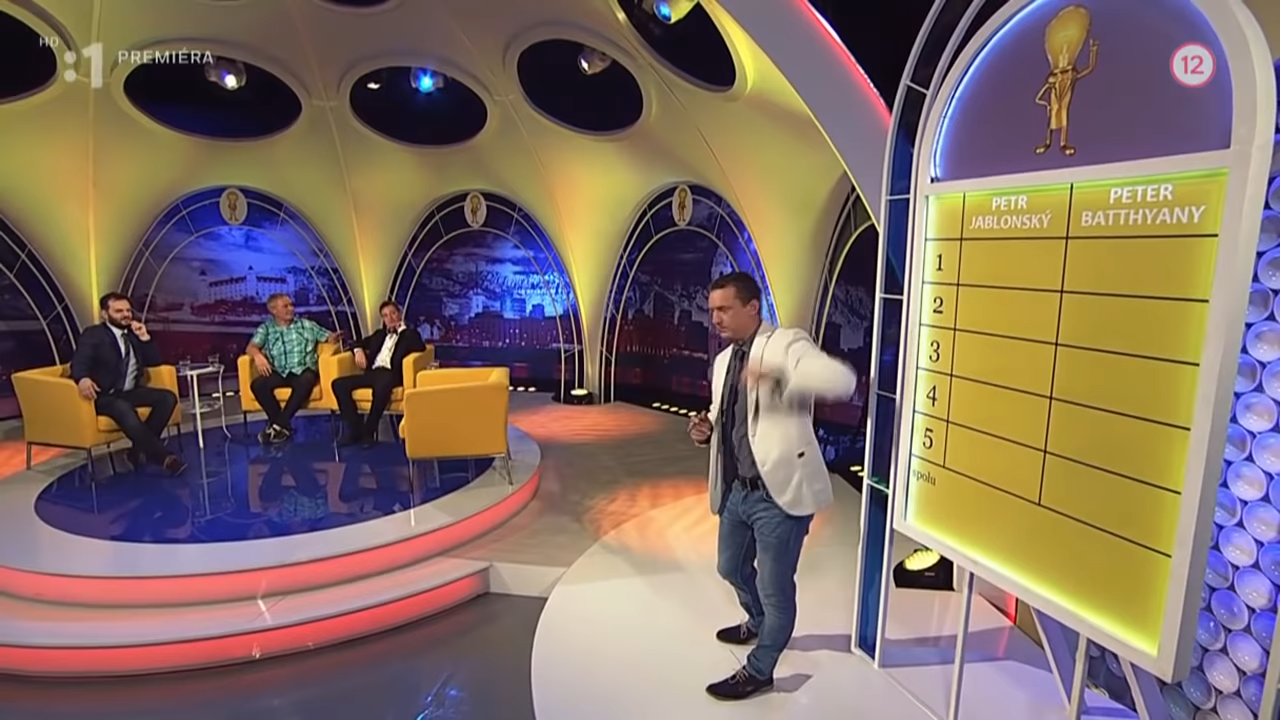 HD
:1 PREMIÉRA
12
PETR
JABLONSKÝ
PETER
BATTHYANY
1
2
3
4
5
spolu